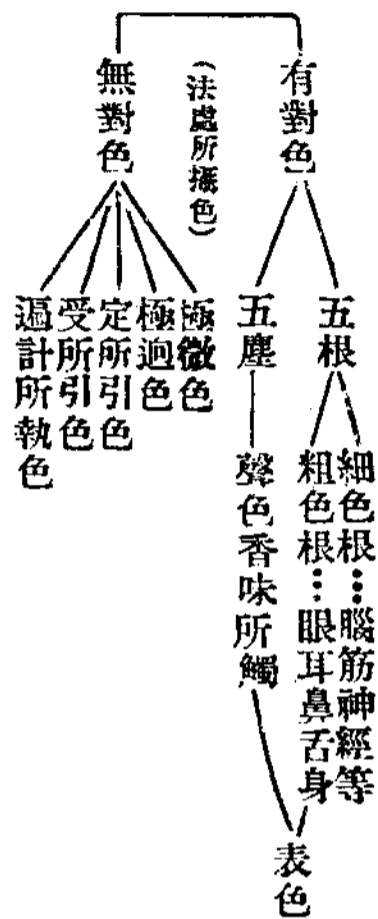 有對色
五根
細色根…腦筋神經等
粗色根…眼耳鼻舌身
五塵
聲色香味所觸
表色
(法處所攝色)
無對色
極微色
極迥色
定所引色
受所引色
遍計所執色